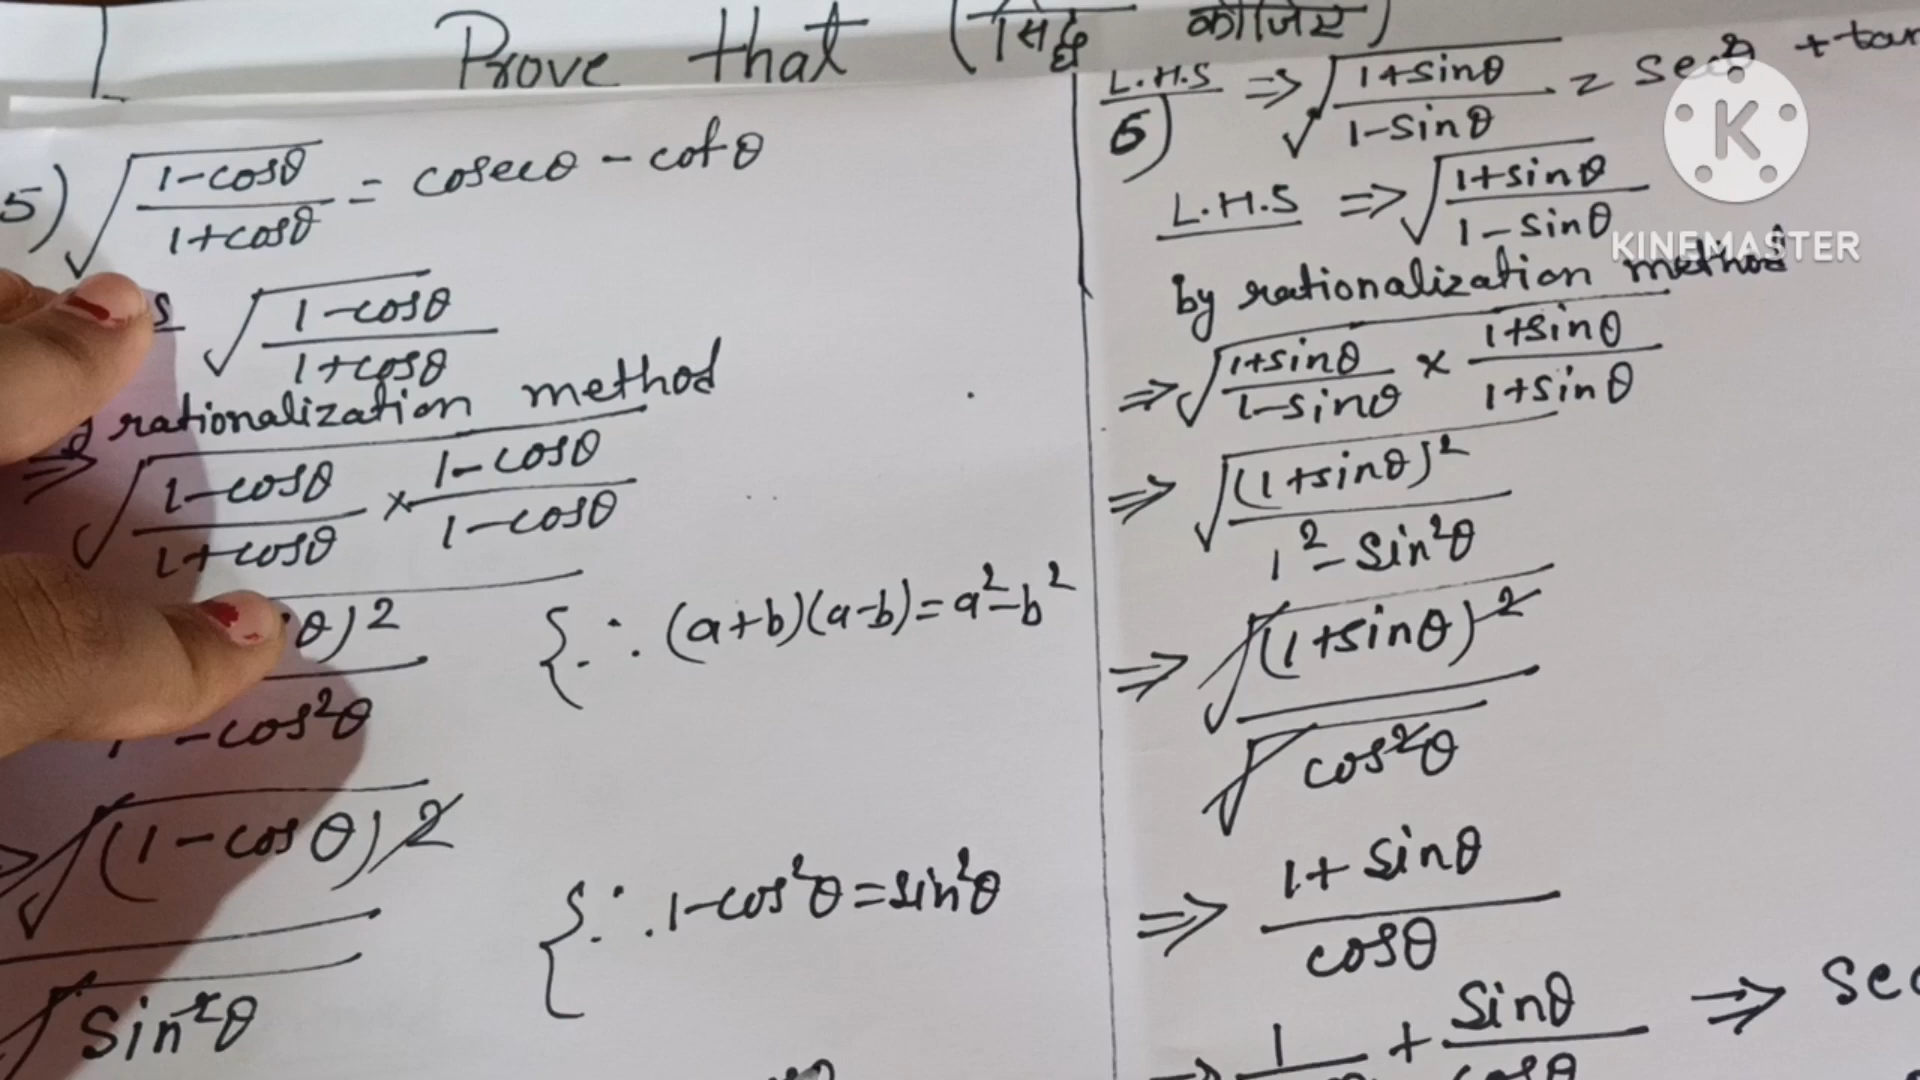 Prove that (सिद्ध कीजिए)
5) √(1-cosθ / 1+cosθ) = cosecθ - cotθ
s √(1-cosθ / 1+cosθ)
rationalization method
⇒ √(1-cosθ / 1+cosθ × 1-cosθ / 1-cosθ)
θ)² { ∵ (a+b)(a-b)=a²-b²
-cos²θ
√(1-cosθ)²
{ ∵ 1-cos²θ=sin²θ
√sin²θ
L.H.S ⇒ √(1+sinθ / 1-sinθ) = secθ + tan
6)
L.H.S ⇒ √(1+sinθ / 1-sinθ)
by rationalization method
⇒ √(1+sinθ / 1-sinθ × 1+sinθ / 1+sinθ)
⇒ √((1+sinθ)² / 1²-sin²θ)
⇒ √(1+sinθ)² / √cos²θ
⇒ 1+sinθ / cosθ
1 + sinθ / cosθ ⇒ sec
K
KINEMASTER